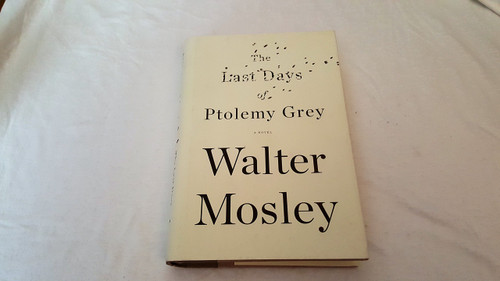 The
Last Days
of
Ptolemy Grey
a novel
Walter
Mosley